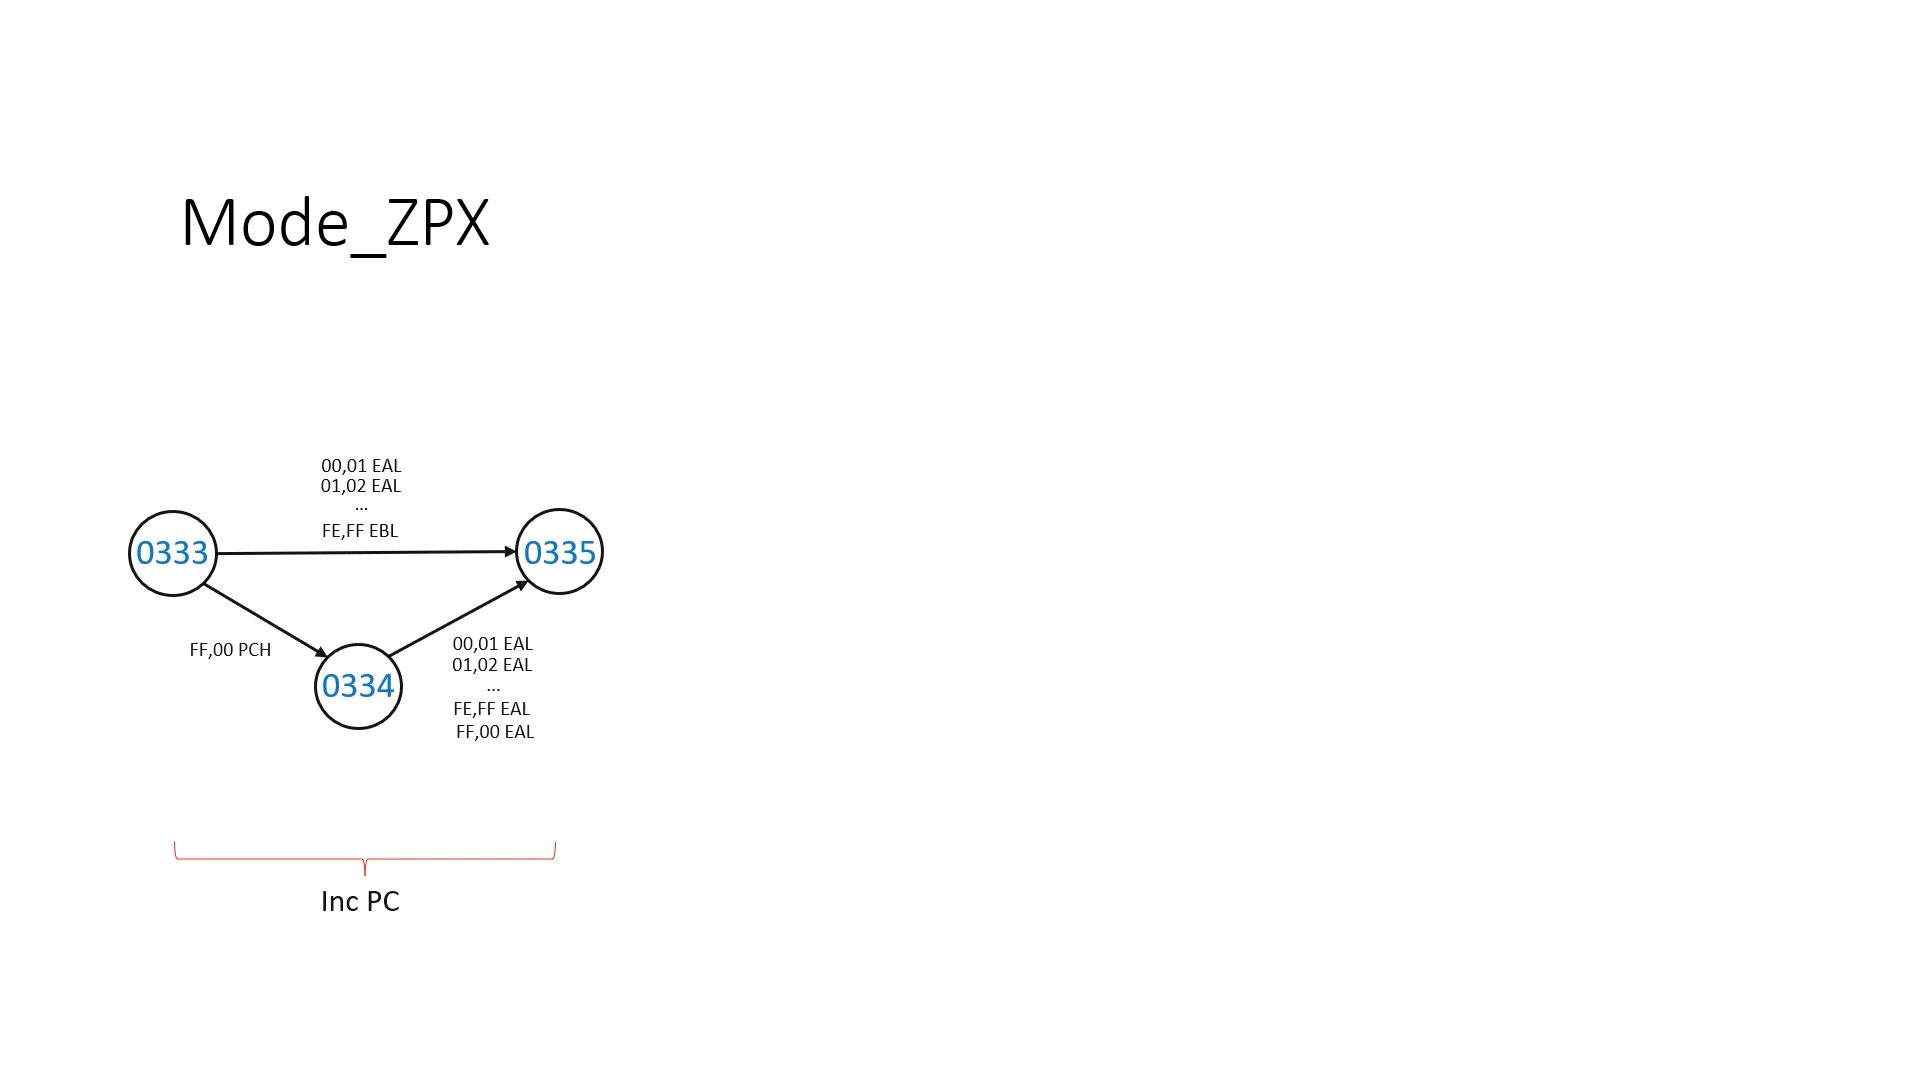 Mode_ZPX
00,01 EAL
01,02 EAL
...
FE,FF EBL
0333
0335
FF,00 PCH
0334
00,01 EAL
01,02 EAL
...
FE,FF EAL
FF,00 EAL
Inc PC